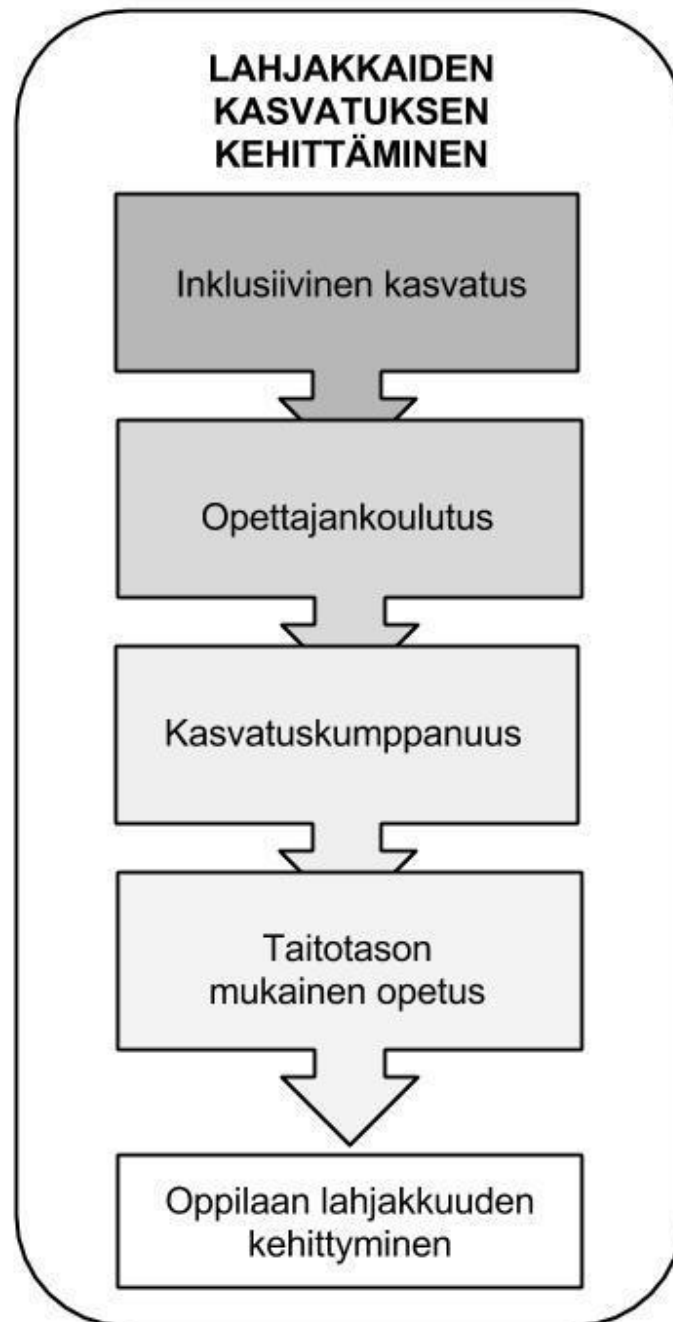 LAHJAKKAIDEN
KASVATUKSEN
KEHITTÄMINEN
Inklusiivinen kasvatus
Opettajankoulutus
Kasvatuskumppanuus
Taitotason
mukainen opetus
Oppilaan lahjakkuuden
kehittyminen